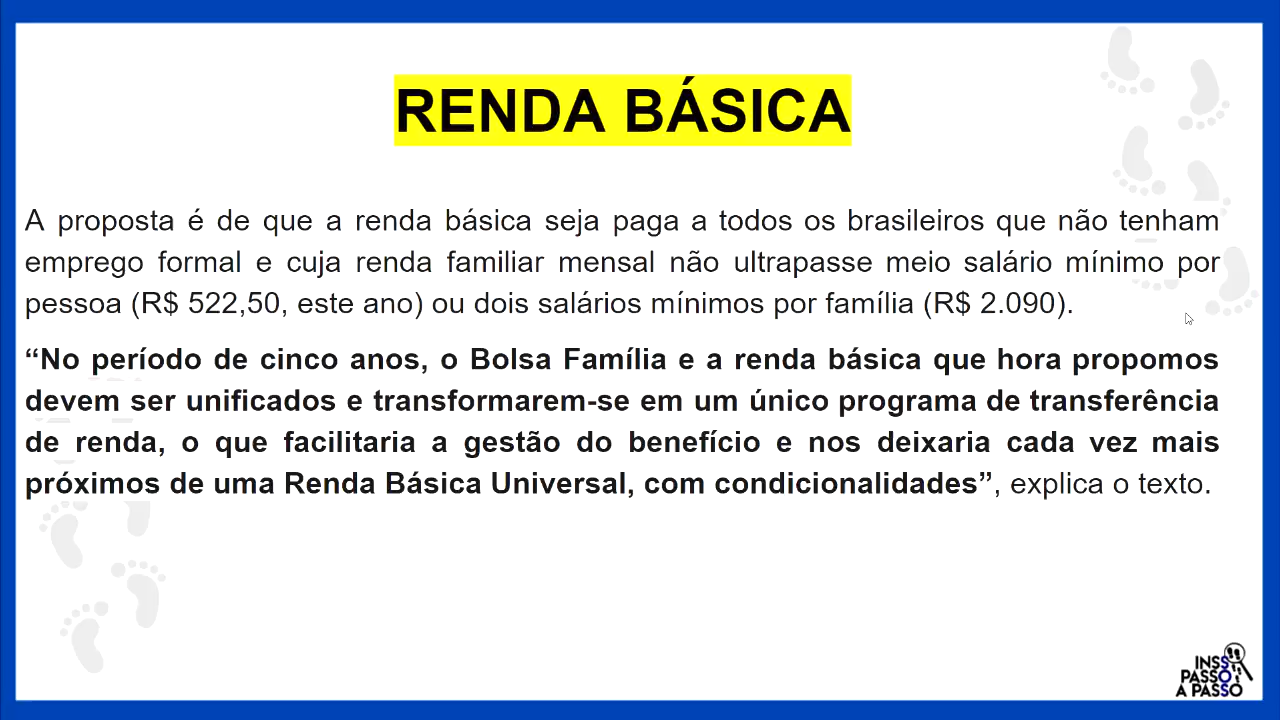 RENDA BÁSICA
A proposta é de que a renda básica seja paga a todos os brasileiros que não tenham
emprego formal e cuja renda familiar mensal não ultrapasse meio salário mínimo por
pessoa (R$ 522,50, este ano) ou dois salários mínimos por família (R$ 2.090).
“No período de cinco anos, o Bolsa Família e a renda básica que hora propomos
devem ser unificados e transformarem-se em um único programa de transferência
de renda, o que facilitaria a gestão do benefício e nos deixaria cada vez mais
próximos de uma Renda Básica Universal, com condicionalidades”, explica o texto.
INSS
PASSO
A PASSO